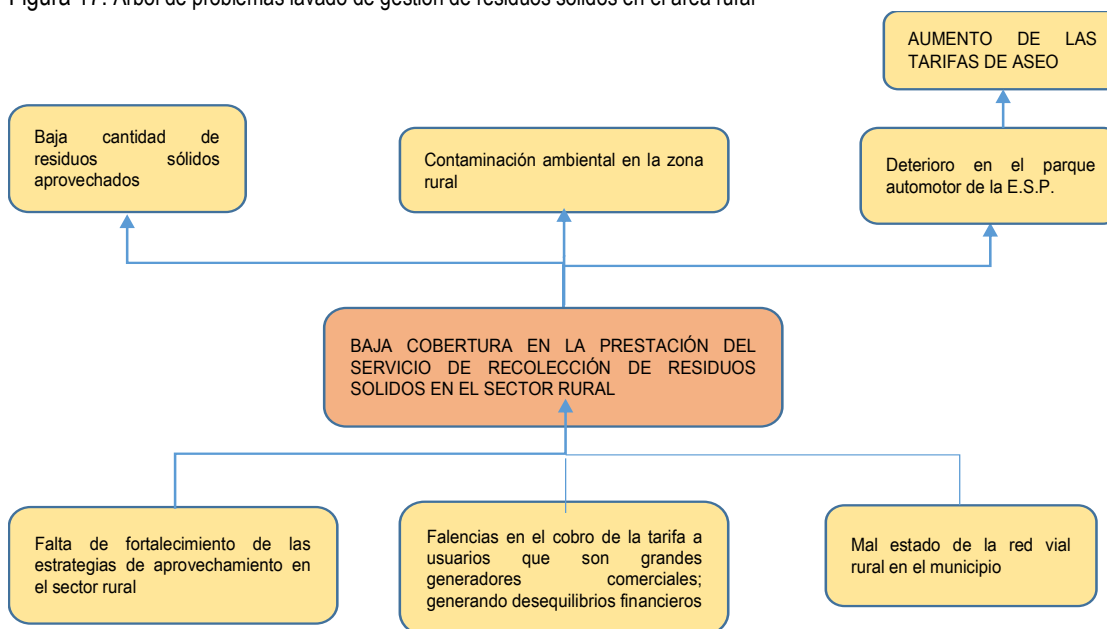 Figura 17. Árbol de problemas lavado de gestión de residuos sólidos en el área rural
AUMENTO DE LAS
TARIFAS DE ASEO
Baja cantidad de
residuos sólidos
aprovechados
Contaminación ambiental en la zona
rural
Deterioro en el parque
automotor de la E.S.P.
BAJA COBERTURA EN LA PRESTACIÓN DEL
SERVICIO DE RECOLECCIÓN DE RESIDUOS
SOLIDOS EN EL SECTOR RURAL
Falta de fortalecimiento de las
estrategias de aprovechamiento en
el sector rural
Falencias en el cobro de la tarifa a
usuarios que son grandes
generadores comerciales;
generando desequilibrios financieros
Mal estado de la red vial
rural en el municipio